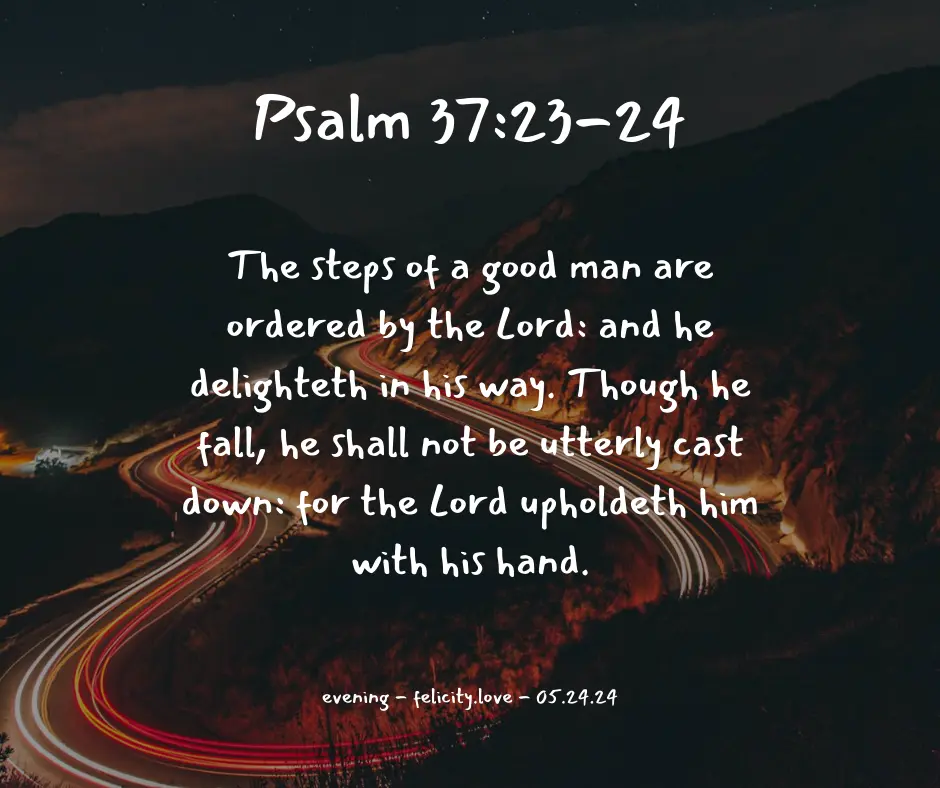 Psalm 37:23-24
The steps of a good man are
ordered by the Lord: and he
delighteth in his way. Though he
fall, he shall not be utterly cast
down: for the Lord upholdeth him
with his hand.
evening - felicity.love - 05.24.24